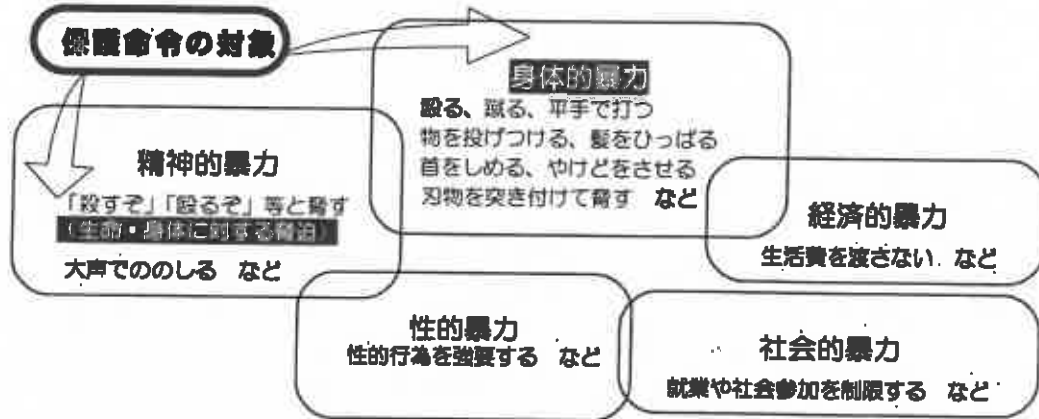 保護命令の対象
身体的暴力
殴る、蹴る、平手で打つ
物を投げつける、髪をひっぱる
首をしめる、やけどをさせる
刃物を突き付けて脅す など
精神的暴力
「殺すぞ」「殴るぞ」等と脅す
(生命・身体に対する脅迫)
大声でののしる など
経済的暴力
生活費を渡さない など
性的暴力
性的行為を強要する など
社会的暴力
就業や社会参加を制限する など